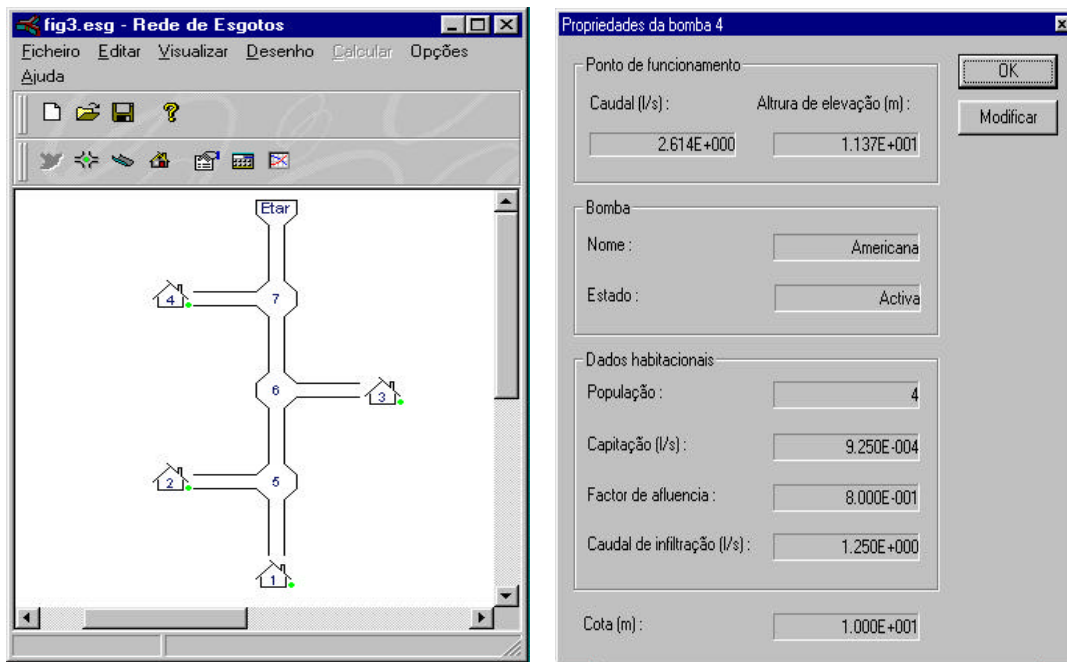 fig3.esg - Rede de Esgotos
Ficheiro Editar Visualizar Desenho Calcular Opções
Ajuda
Etar
4
7
6
3
2
5
1
Propriedades da bomba 4
Ponto de funcionamento
Caudal (l/s) : Altrura de elevação (m) :
2.614E+000 1.137E+001
OK
Modificar
Bomba
Nome : Americana
Estado : Activa
Dados habitacionais
População : 4
Capitação (l/s) : 9.250E-004
Factor de afluencia : 8.000E-001
Caudal de infiltração (l/s) : 1.250E+000
Cota (m) : 1.000E+001